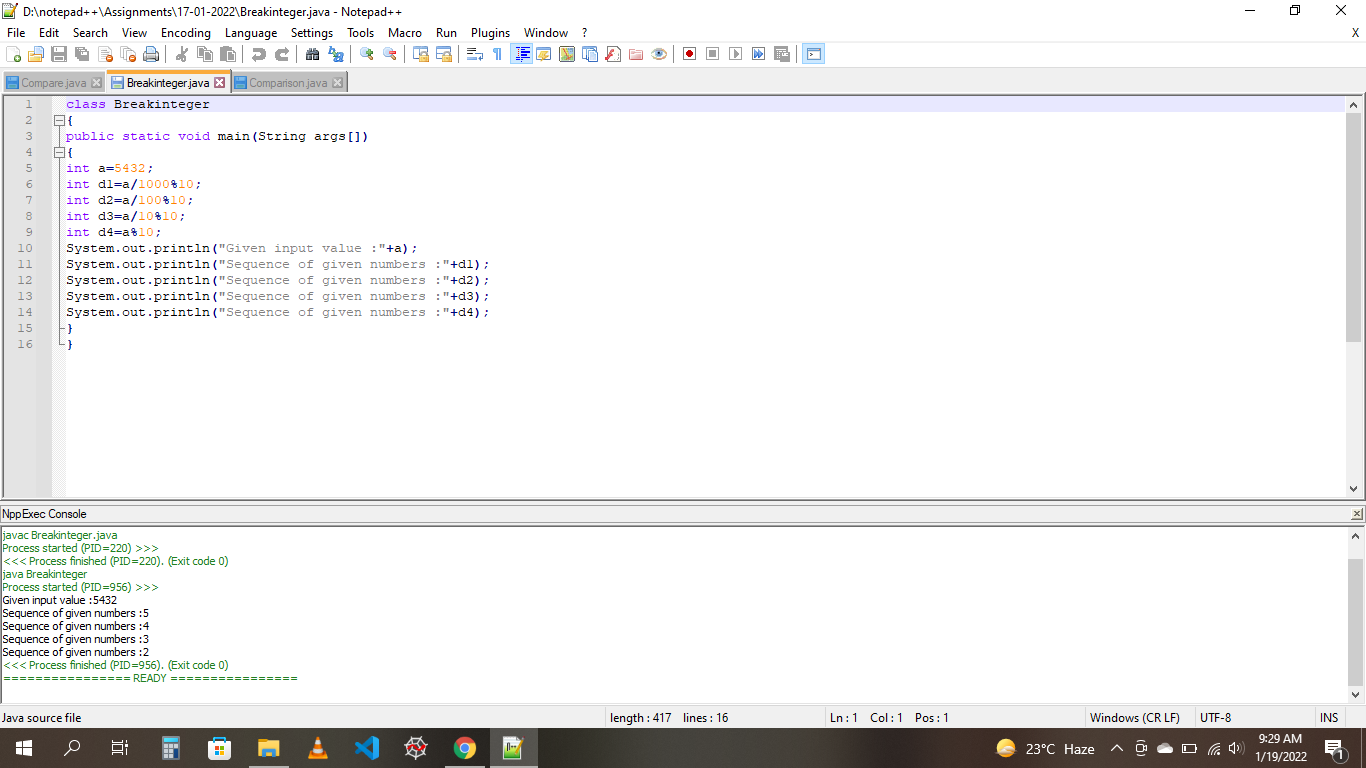 D:\notepad++\Assignments\17-01-2022\Breakinteger.java - Notepad++
File Edit Search View Encoding Language Settings Tools Macro Run Plugins Window ? X
Compare.java Breakinteger.java Comparison.java
1 class Breakinteger
2 {
3 public static void main(String args[])
4 {
5 int a=5432;
6 int d1=a/1000%10;
7 int d2=a/100%10;
8 int d3=a/10%10;
9 int d4=a%10;
10 System.out.println("Given input value :"+a);
11 System.out.println("Sequence of given numbers :"+d1);
12 System.out.println("Sequence of given numbers :"+d2);
13 System.out.println("Sequence of given numbers :"+d3);
14 System.out.println("Sequence of given numbers :"+d4);
15 }
16 }
NppExec Console
javac Breakinteger.java
Process started (PID=220) >>>
<<< Process finished (PID=220). (Exit code 0)
java Breakinteger
Process started (PID=956) >>>
Given input value :5432
Sequence of given numbers :5
Sequence of given numbers :4
Sequence of given numbers :3
Sequence of given numbers :2
<<< Process finished (PID=956). (Exit code 0)
================ READY ================
Java source file length : 417 lines : 16 Ln : 1 Col : 1 Pos : 1 Windows (CR LF) UTF-8 INS
23°C Haze 9:29 AM
1/19/2022 1